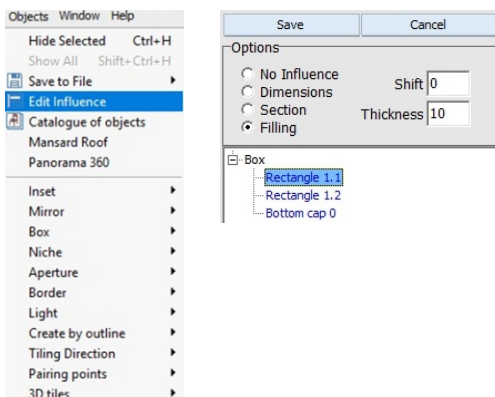 Objects Window Help
Hide Selected Ctrl+H
Show All Shift+Ctrl+H
Save to File
Edit Influence
Catalogue of objects
Mansard Roof
Panorama 360
Inset
Mirror
Box
Niche
Aperture
Border
Light
Create by outline
Tiling Direction
Pairing points
3D tiles
Save Cancel
Options
No Influence
Dimensions
Section
Filling
Shift 0
Thickness 10
Box
Rectangle 1.1
Rectangle 1.2
Bottom cap 0